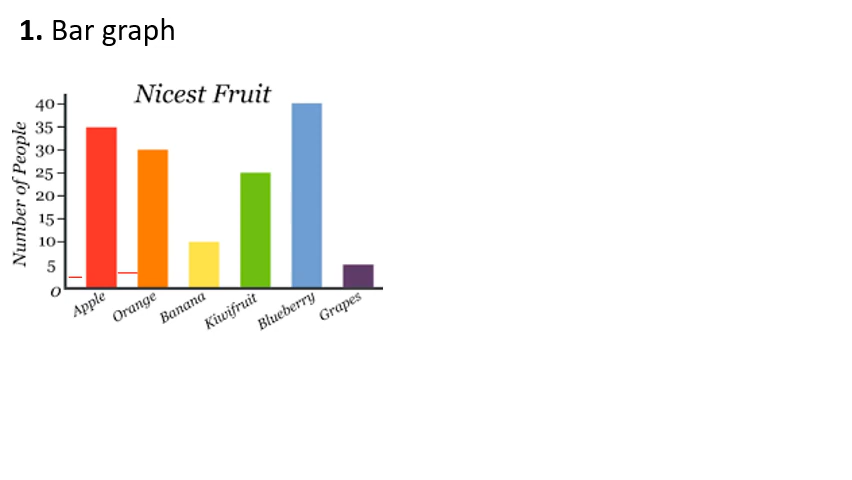 1. Bar graph
Nicest Fruit
Number of People
40
35
30
25
20
15
10
5
0
Apple
Orange
Banana
Kiwifruit
Blueberry
Grapes